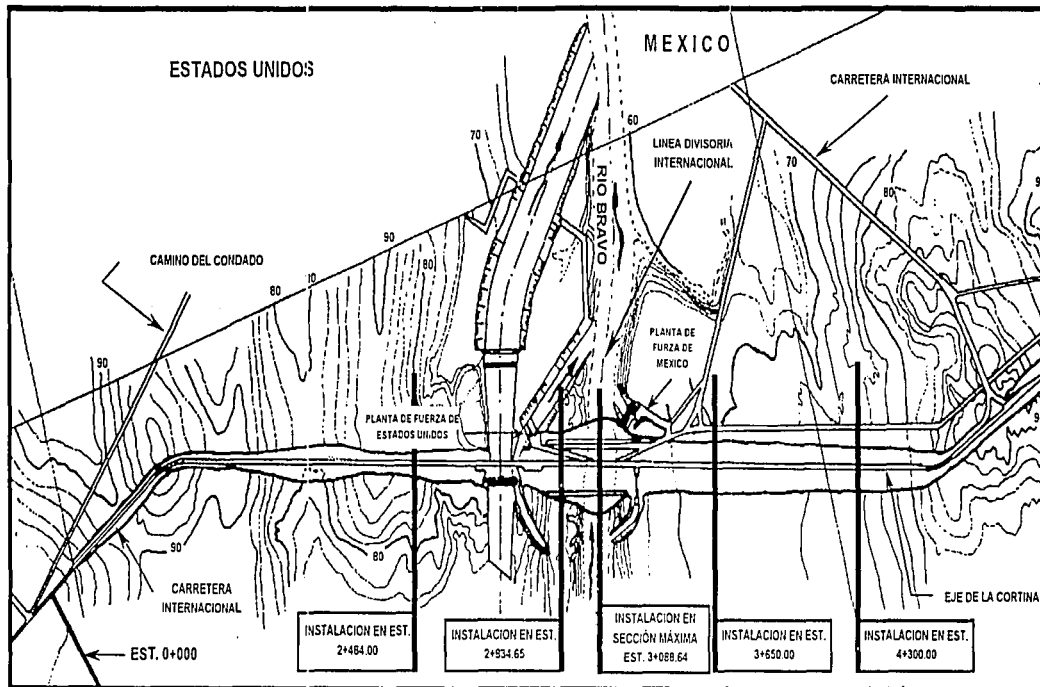 ESTADOS UNIDOS
MEXICO
CARRETERA INTERNACIONAL
LINEA DIVISORIA
INTERNACIONAL
RIO BRAVO
60
70
70
80
90
CAMINO DEL CONDADO
90
80
80
90
PLANTA DE
FURZA DE
MEXICO
PLANTA DE FUERZA DE
ESTADOS UNIDOS
90
80
CARRETERA
INTERNACIONAL
EJE DE LA CORTINA
EST. 0+000
INSTALACION EN EST.
2+484.00
INSTALACION EN EST.
2+934.65
INSTALACION EN
SECCIÓN MÁXIMA
EST. 3+088.64
INSTALACION EN EST.
3+650.00
INSTALACION EN EST.
4+300.00